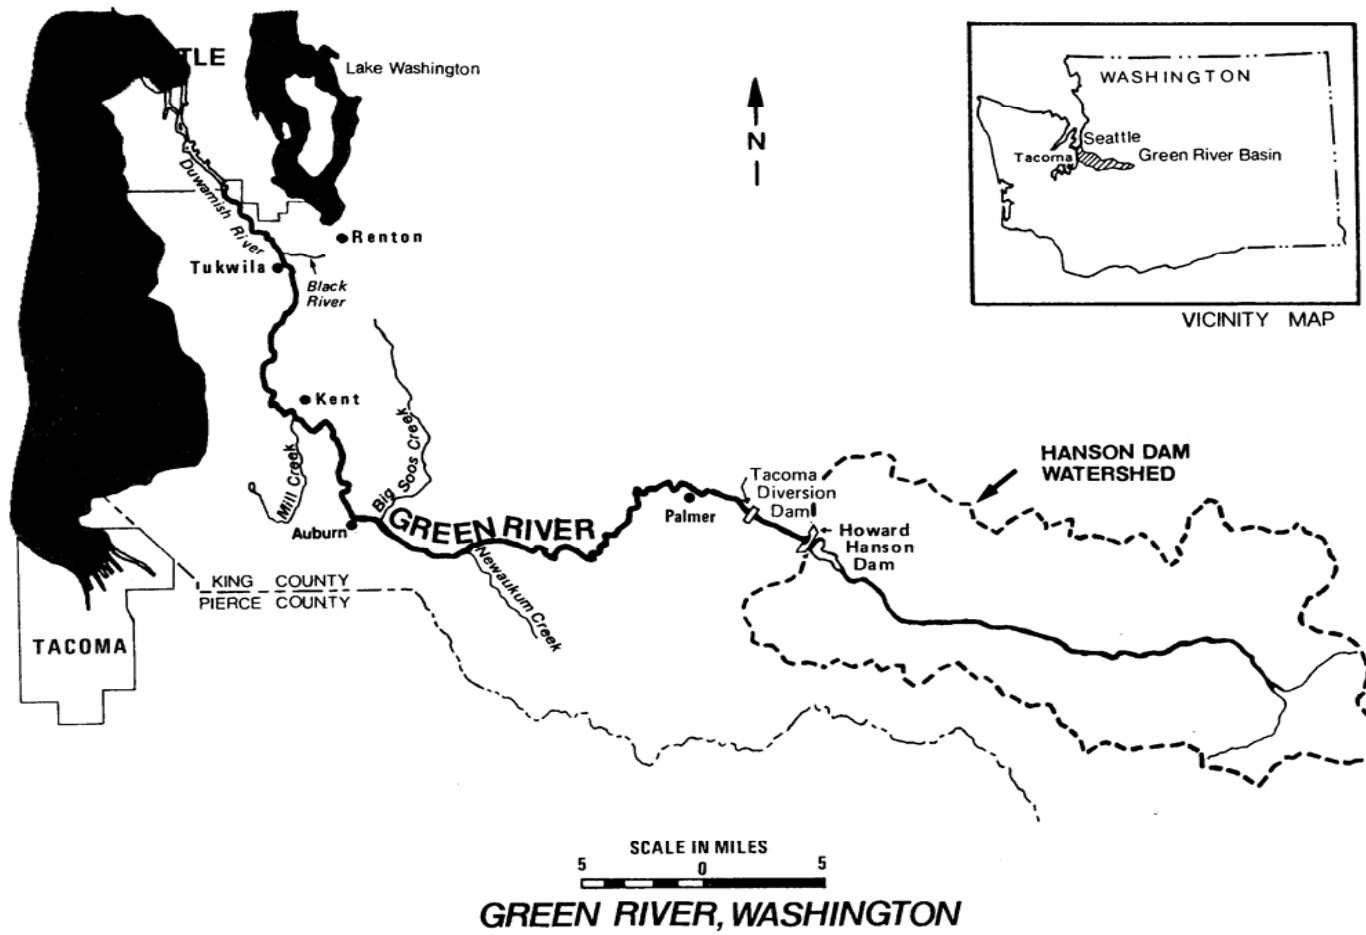 TLE
Lake Washington
N
WASHINGTON
Seattle
Tacoma
Green River Basin
VICINITY MAP
Duwamish River
Renton
Tukwila
Black
River
Kent
Mill Creek
Big Soos Creek
Auburn
GREEN RIVER
Newaukum Creek
Palmer
Tacoma
Diversion
Dam
Howard
Hanson
Dam
HANSON DAM
WATERSHED
KING COUNTY
PIERCE COUNTY
TACOMA
SCALE IN MILES
5 0 5
GREEN RIVER, WASHINGTON